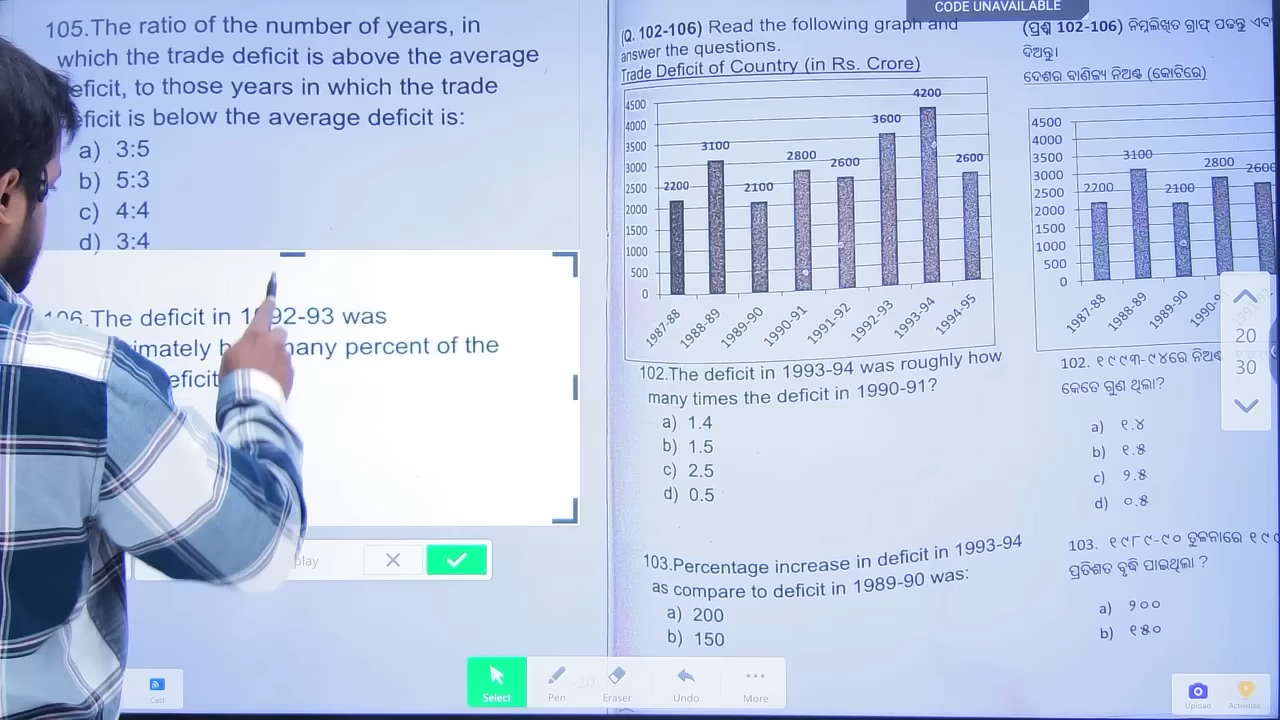 CODE UNAVAILABLE
105.The ratio of the number of years, in
which the trade deficit is above the average
eficit, to those years in which the trade
eficit is below the average deficit is:
a) 3:5
b) 5:3
c) 4:4
d) 3:4
The deficit in 1 92-93 was
many percent of the
eficit
play
Cast
(Q. 102-106) Read the following graph and
answer the questions.
Trade Deficit of Country (in Rs. Crore)
4500
4000
3500
3000
2500
2000
1500
1000
500
0
2200
3100
2100
2800
2600
3600
4200
2600
1987-88
1988-89
1989-90
1990-91
1991-92
1992-93
1993-94
1994-95
102.The deficit in 1993-94 was roughly how
many times the deficit in 1990-91?
a) 1.4
b) 1.5
c) 2.5
d) 0.5
103.Percentage increase in deficit in 1993-94
as compare to deficit in 1989-90 was:
a) 200
b) 150
(ପ୍ରଶ୍ନ 102-106) ନିମ୍ନଲିଖିତ ଗ୍ରାଫ୍ ପଢନ୍ତୁ ଏବ
ଦିଅନ୍ତୁ।
ଦେଶର ବାଣିଜ୍ୟ ନିଅଣ୍ଟ (କୋଟିରେ)
4500
4000
3500
3000
2500
2000
1500
1000
500
0
2200
3100
2100
2800
2600
1987-88
1988-89
1989-90
1990-9
102. ୧୯୯୩-୯୪ରେ ନିଅଣ୍ଟ
କେତେ ଗୁଣ ଥିଲା?
a) ୧.୪
b) ୧.୫
c) ୨.୫
d) ୦.୫
103. ୧୯୮୯-୯୦ ତୁଳନାରେ ୧୯୯
ପ୍ରତିଶତ ବୃଦ୍ଧି ପାଇଥିଲା ?
a) ୨୦୦
b) ୧୫୦
20
30
Select
Pen
Eraser
Undo
More
Upload
Activities